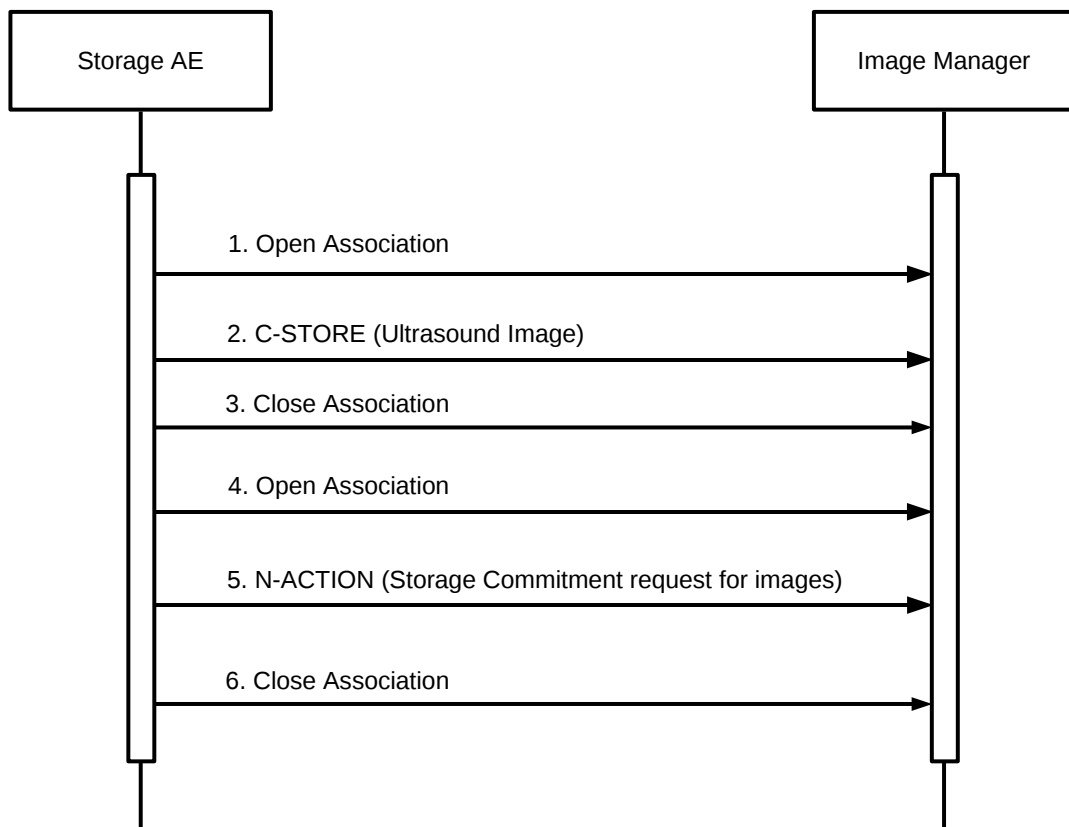 Storage AE
Image Manager
1. Open Association
2. C-STORE (Ultrasound Image)
3. Close Association
4. Open Association
5. N-ACTION (Storage Commitment request for images)
6. Close Association